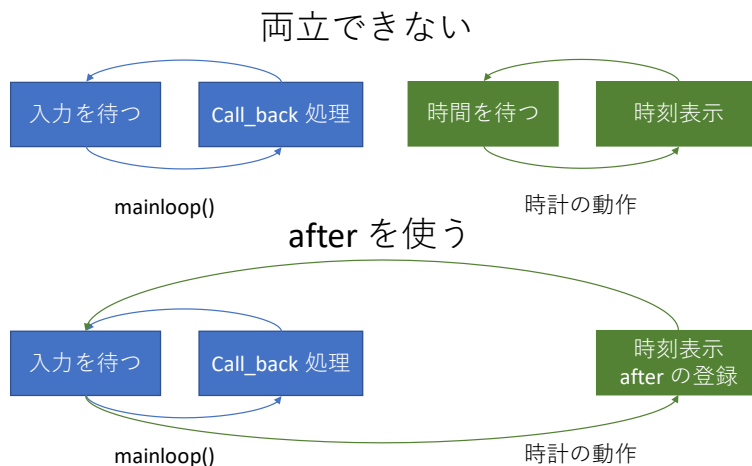 両立できない
入力を待つ
Call_back 処理
時間を待つ
時刻表示
mainloop()
時計の動作
after を使う
入力を待つ
Call_back 処理
時刻表示
after の登録
mainloop()
時計の動作